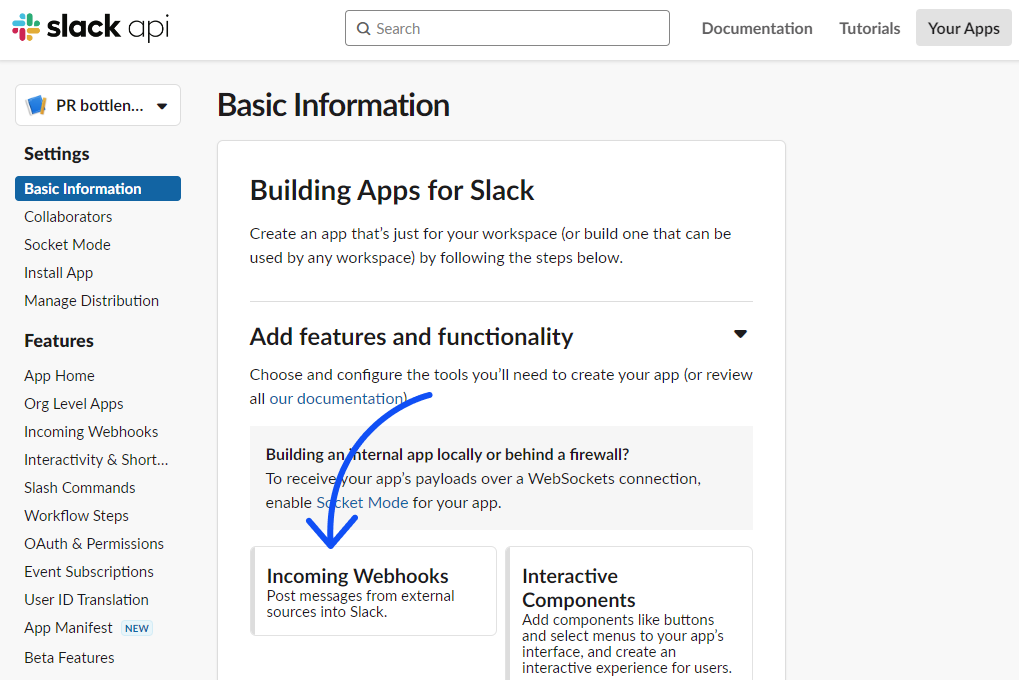 slack api
Search
Documentation
Tutorials
Your Apps
PR bottlen...
Settings
Basic Information
Collaborators
Socket Mode
Install App
Manage Distribution
Features
App Home
Org Level Apps
Incoming Webhooks
Interactivity & Short...
Slash Commands
Workflow Steps
OAuth & Permissions
Event Subscriptions
User ID Translation
App Manifest NEW
Beta Features
Basic Information
Building Apps for Slack
Create an app that’s just for your workspace (or build one that can be
used by any workspace) by following the steps below.
Add features and functionality
Choose and configure the tools you’ll need to create your app (or review
all our documentation)
Building an internal app locally or behind a firewall?
To receive your app’s payloads over a WebSockets connection,
enable Socket Mode for your app.
Incoming Webhooks
Post messages from external
sources into Slack.
Interactive
Components
Add components like buttons
and select menus to your app’s
interface, and create an
interactive experience for users.